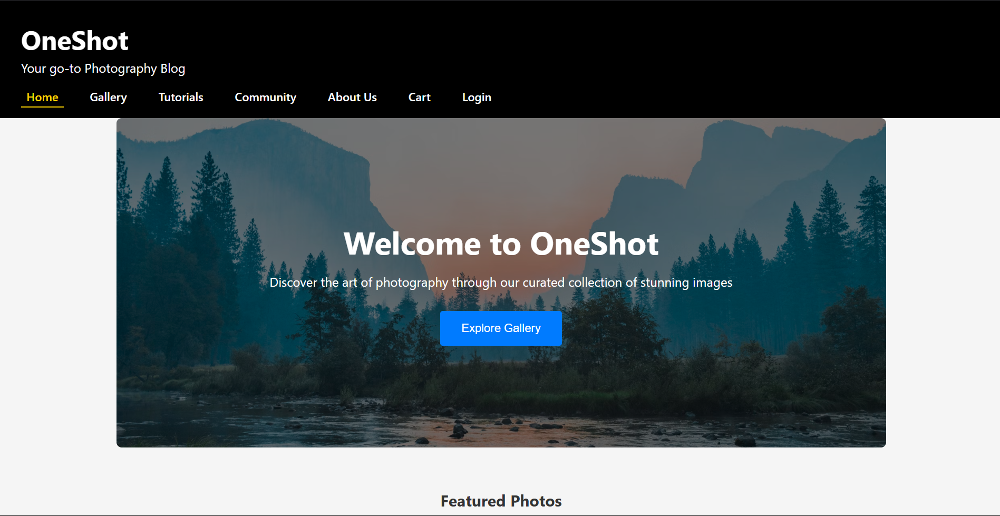 OneShot
Your go-to Photography Blog
Home Gallery Tutorials Community About Us Cart Login
Welcome to OneShot
Discover the art of photography through our curated collection of stunning images
Explore Gallery
Featured Photos